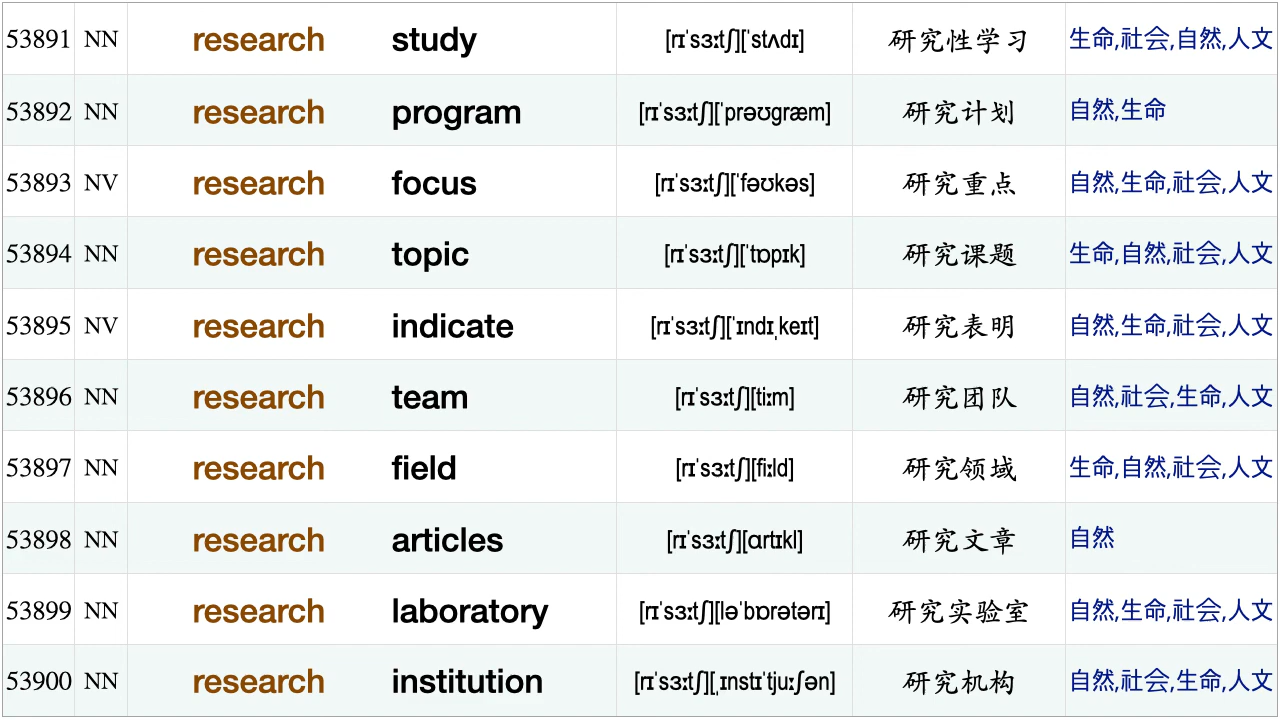 53891 NN research study [rɪˈsɜːtʃ][ˈstʌdɪ] 研究性学习 生命,社会,自然,人文
53892 NN research program [rɪˈsɜːtʃ][ˈprəʊgræm] 研究计划 自然,生命
53893 NV research focus [rɪˈsɜːtʃ][ˈfəʊkəs] 研究重点 自然,生命,社会,人文
53894 NN research topic [rɪˈsɜːtʃ][ˈtɒpɪk] 研究课题 生命,自然,社会,人文
53895 NV research indicate [rɪˈsɜːtʃ][ˈɪndɪˌkeɪt] 研究表明 自然,生命,社会,人文
53896 NN research team [rɪˈsɜːtʃ][tiːm] 研究团队 自然,社会,生命,人文
53897 NN research field [rɪˈsɜːtʃ][fiːld] 研究领域 生命,自然,社会,人文
53898 NN research articles [rɪˈsɜːtʃ][ɑrtɪkl] 研究文章 自然
53899 NN research laboratory [rɪˈsɜːtʃ][ləˈbɒrətərɪ] 研究实验室 自然,生命,社会,人文
53900 NN research institution [rɪˈsɜːtʃ][ˌɪnstɪˈtjuːʃən] 研究机构 自然,社会,生命,人文